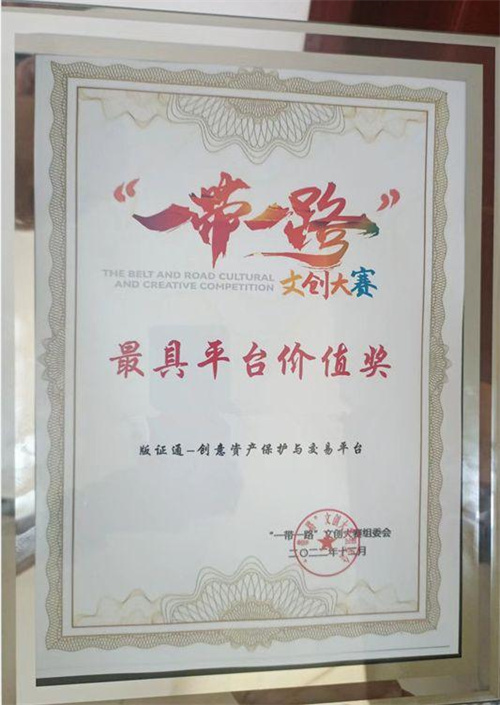 “一带一路”
THE BELT AND ROAD CULTURAL
AND CREATIVE COMPETITION
文创大赛
最具平台价值奖
版证通-创意资产保护与交易平台
“一带一路”文创大赛组委会
二〇二二年十二月